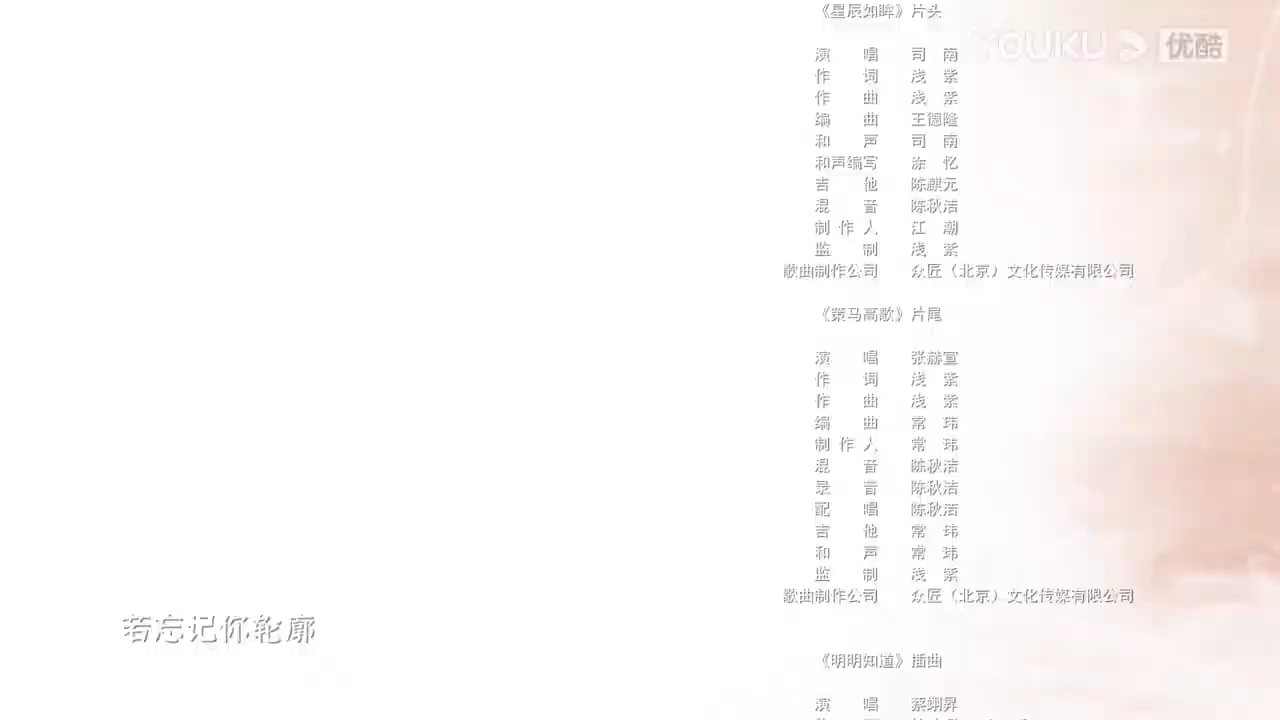 《星辰如眸》片头
YOUKU 优酷
演 唱 司 南
作 词 浅 紫
作 曲 浅 紫
编 曲 王德隆
和 声 司 南
和声编写 涂 忆
吉 他 陈麒元
混 音 陈秋洁
制 作 人 江 潮
监 制 浅 紫
歌曲制作公司 众匠（北京）文化传媒有限公司
《策马高歌》片尾
演 唱 张赫宣
作 词 浅 紫
作 曲 浅 紫
编 曲 常 玮
制 作 人 常 玮
混 音 陈秋洁
录 音 陈秋洁
配 唱 陈秋洁
吉 他 常 玮
和 声 常 玮
监 制 浅 紫
歌曲制作公司 众匠（北京）文化传媒有限公司
若忘记你轮廓
《明明知道》插曲
演 唱 蔡翊昇